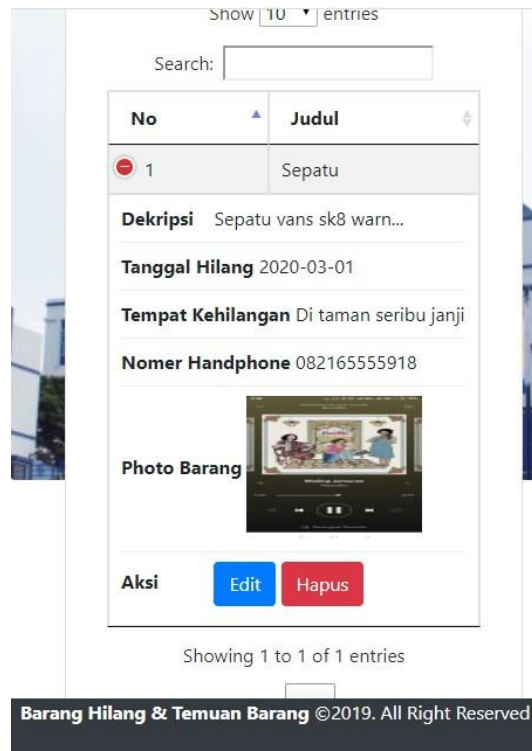 Show 10 entries
Search:
No Judul
1 Sepatu
Dekripsi Sepatu vans sk8 warn...
Tanggal Hilang 2020-03-01
Tempat Kehilangan Di taman seribu janji
Nomer Handphone 082165555918
Photo Barang
Aksi Edit Hapus
Showing 1 to 1 of 1 entries
Barang Hilang & Temuan Barang ©2019. All Right Reserved